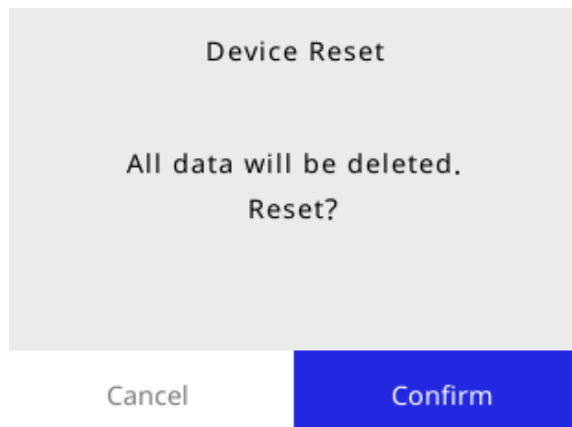 Device Reset
All data will be deleted.
Reset?
Cancel
Confirm